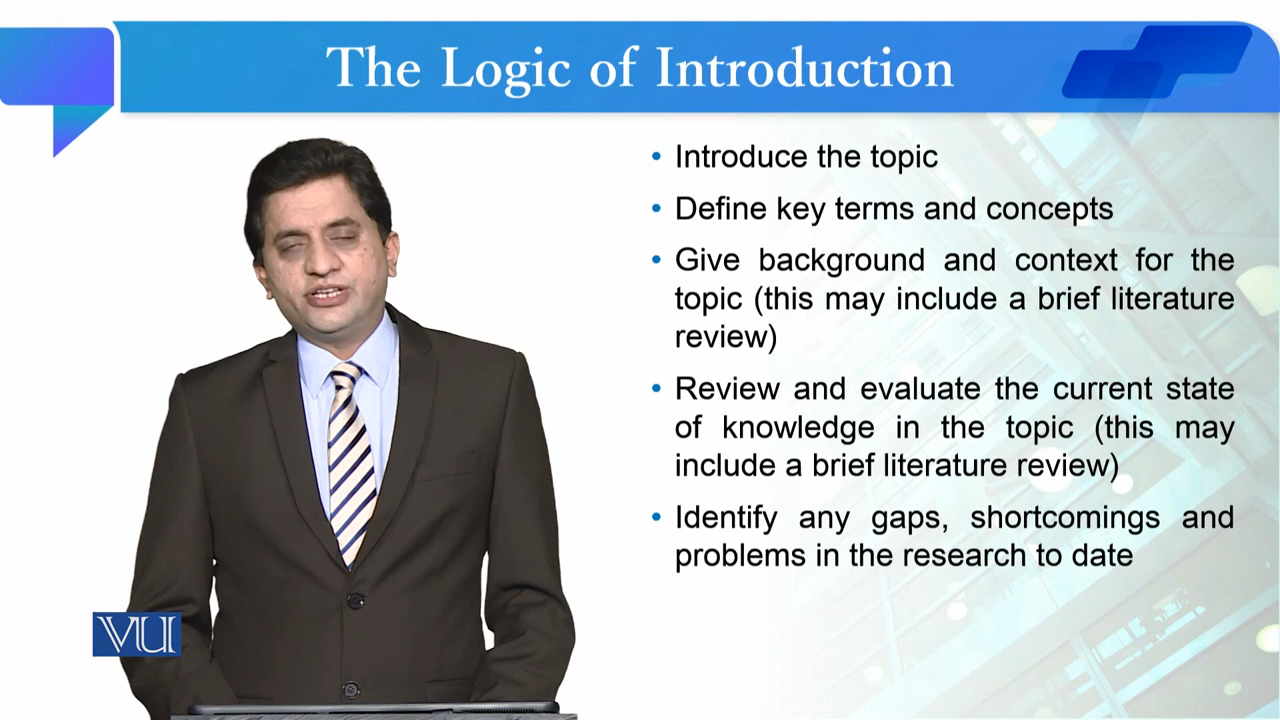 The Logic of Introduction
• Introduce the topic
• Define key terms and concepts
• Give background and context for the
topic (this may include a brief literature
review)
• Review and evaluate the current state
of knowledge in the topic (this may
include a brief literature review)
• Identify any gaps, shortcomings and
problems in the research to date
VU